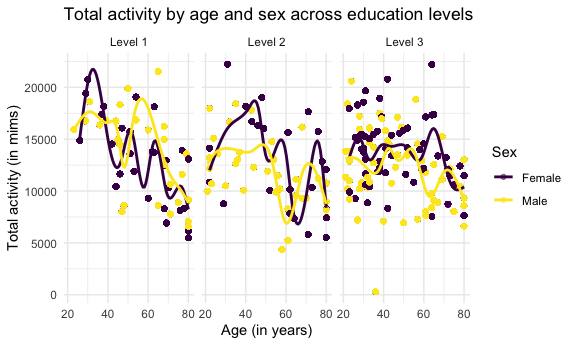 Total activity by age and sex across education levels
Level 1 Level 2 Level 3
Total activity (in mims)
20000
15000
10000
5000
0
20 40 60 80 20 40 60 80 20 40 60 80
Age (in years)
Sex
Female
Male